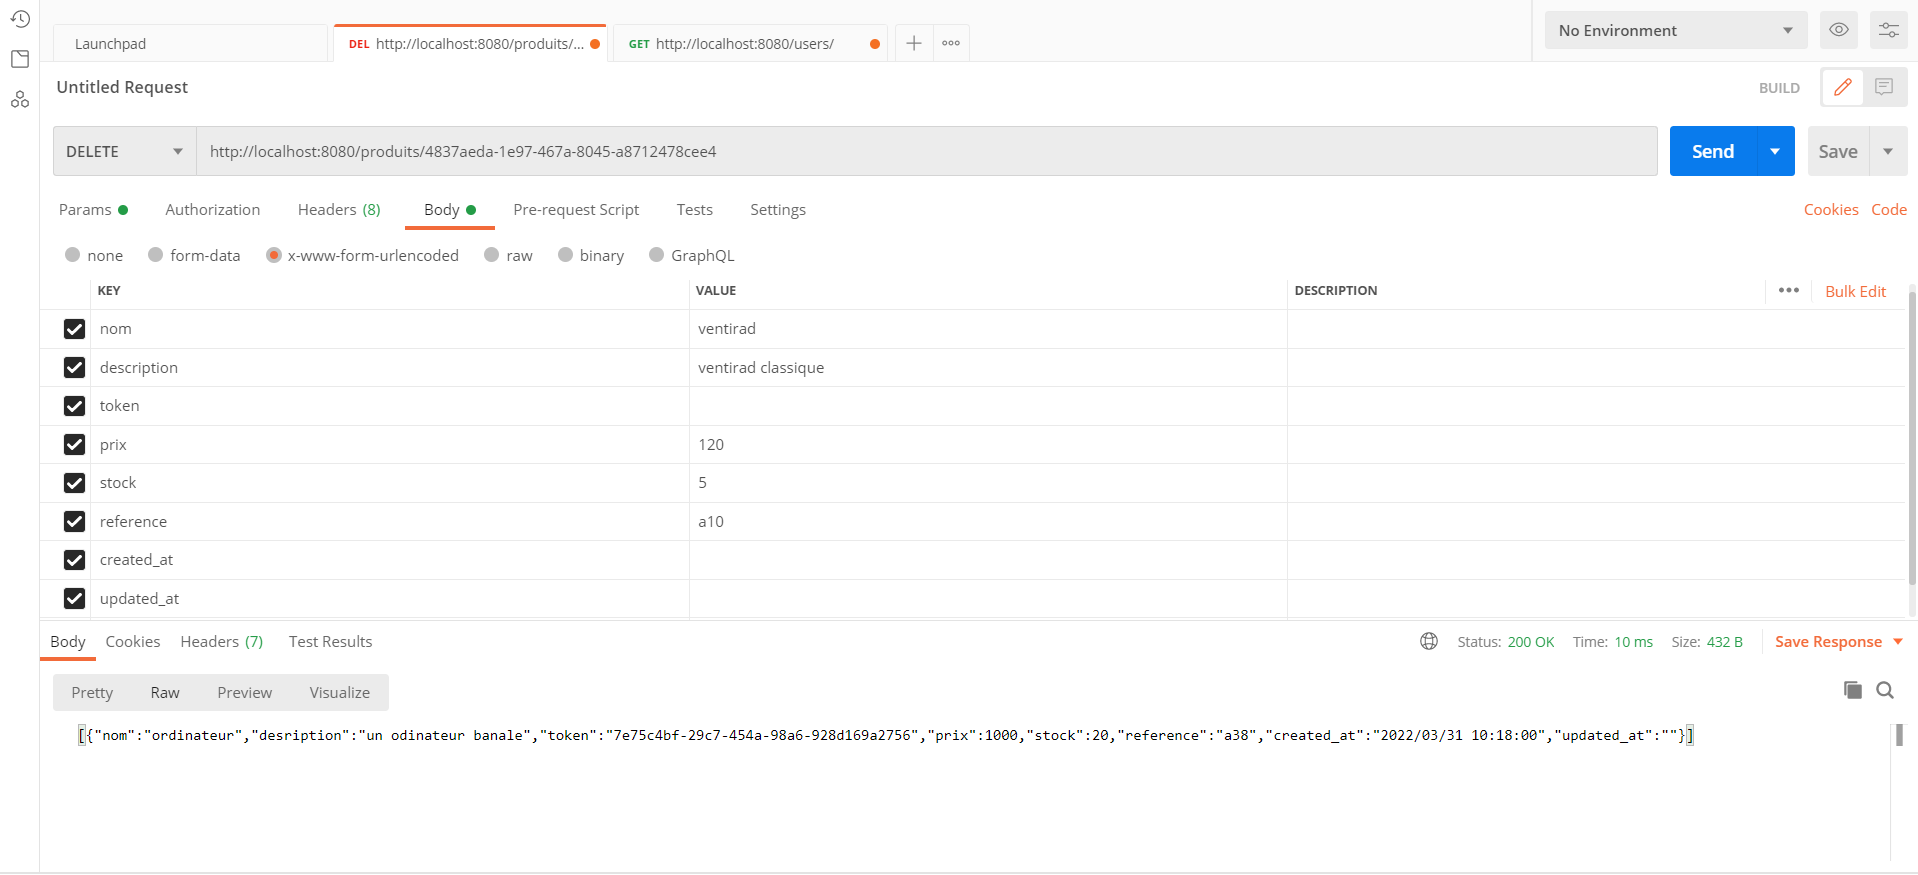 Launchpad
DEL http://localhost:8080/produits/...
GET http://localhost:8080/users/
No Environment
Untitled Request
BUILD
DELETE
http://localhost:8080/produits/4837aeda-1e97-467a-8045-a8712478cee4
Send
Save
Params
Authorization
Headers (8)
Body
Pre-request Script
Tests
Settings
Cookies
Code
none
form-data
x-www-form-urlencoded
raw
binary
GraphQL
KEY
VALUE
DESCRIPTION
Bulk Edit
nom
ventirad
description
ventirad classique
token
prix
120
stock
5
reference
a10
created_at
updated_at
Body
Cookies
Headers (7)
Test Results
Status: 200 OK
Time: 10 ms
Size: 432 B
Save Response
Pretty
Raw
Preview
Visualize
[{"nom":"ordinateur","desription":"un odinateur banale","token":"7e75c4bf-29c7-454a-98a6-928d169a2756","prix":1000,"stock":20,"reference":"a38","created_at":"2022/03/31 10:18:00","updated_at":""}]